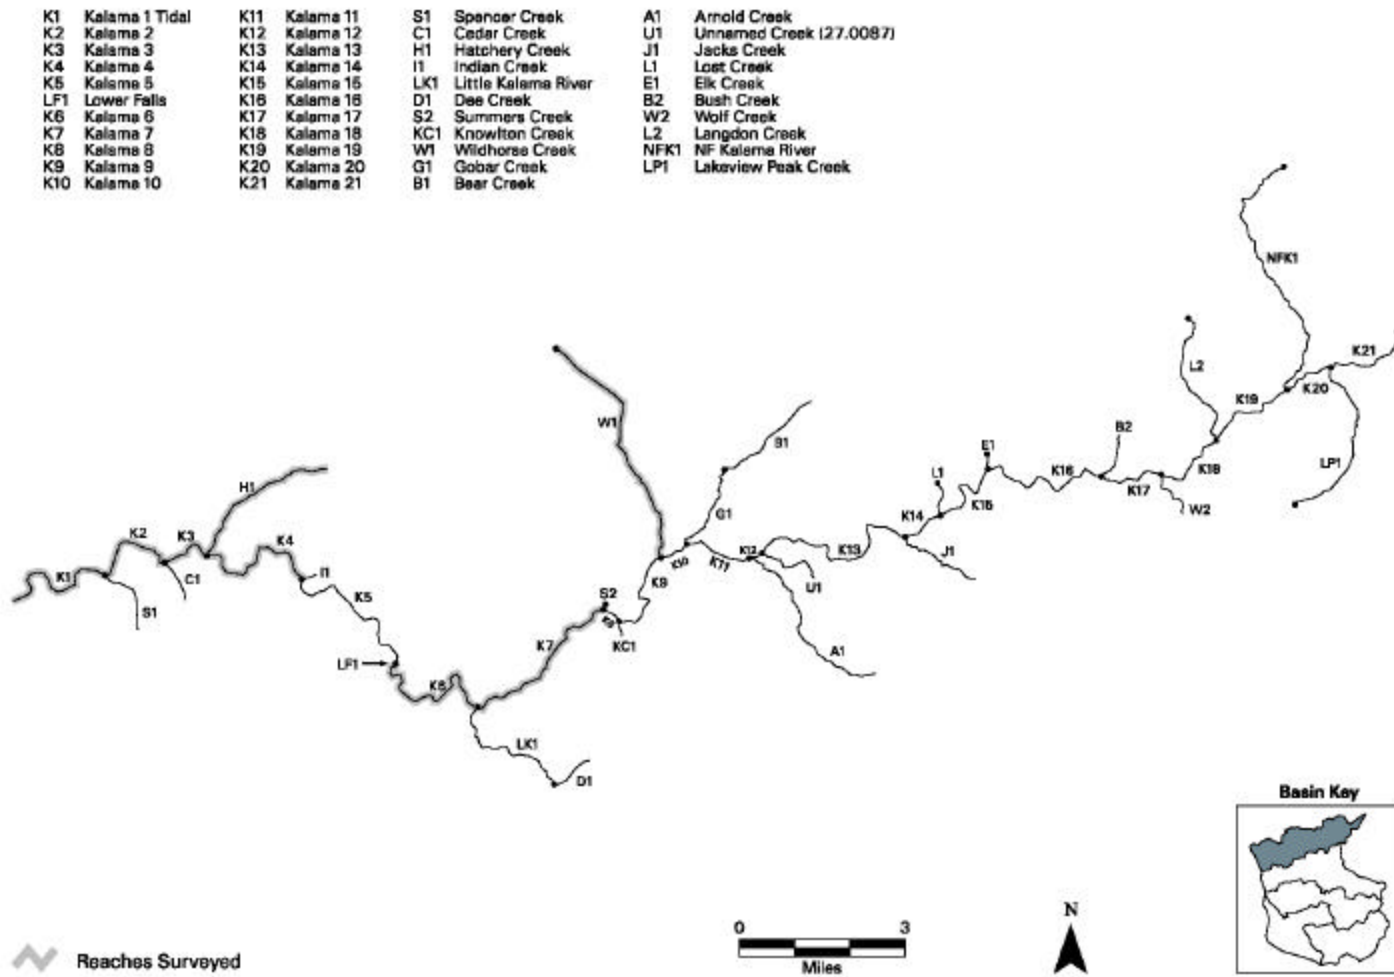 K1 Kalama 1 Tidal K11 Kalama 11 S1 Spencer Creek A1 Arnold Creek
K2 Kalama 2 K12 Kalama 12 C1 Cedar Creek U1 Unnamed Creek (27.0087)
K3 Kalama 3 K13 Kalama 13 H1 Hatchery Creek J1 Jacks Creek
K4 Kalama 4 K14 Kalama 14 I1 Indian Creek L1 Lost Creek
K5 Kalama 5 K15 Kalama 15 LK1 Little Kalama River E1 Elk Creek
LF1 Lower Falls K16 Kalama 16 D1 Dee Creek B2 Bush Creek
K6 Kalama 6 K17 Kalama 17 S2 Summers Creek W2 Wolf Creek
K7 Kalama 7 K18 Kalama 18 KC1 Knowlton Creek L2 Langdon Creek
K8 Kalama 8 K19 Kalama 19 W1 Wildhorse Creek NFK1 NF Kalama River
K9 Kalama 9 K20 Kalama 20 G1 Gobar Creek LP1 Lakeview Peak Creek
K10 Kalama 10 K21 Kalama 21 B1 Bear Creek
NFK1
K21
L2
K20
K19
W1
B2
B1
E1
LP1
K18
K16
L1
K17
H1
K15
W2
G1
K14
K2
K3
K4
K12
K13
J1
K10
K11
K1
I1
C1
K9
U1
S2
K5
S1
K8
K7
KC1
A1
LF1
K6
LK1
D1
Basin Key
N
0 3
Miles
Reaches Surveyed